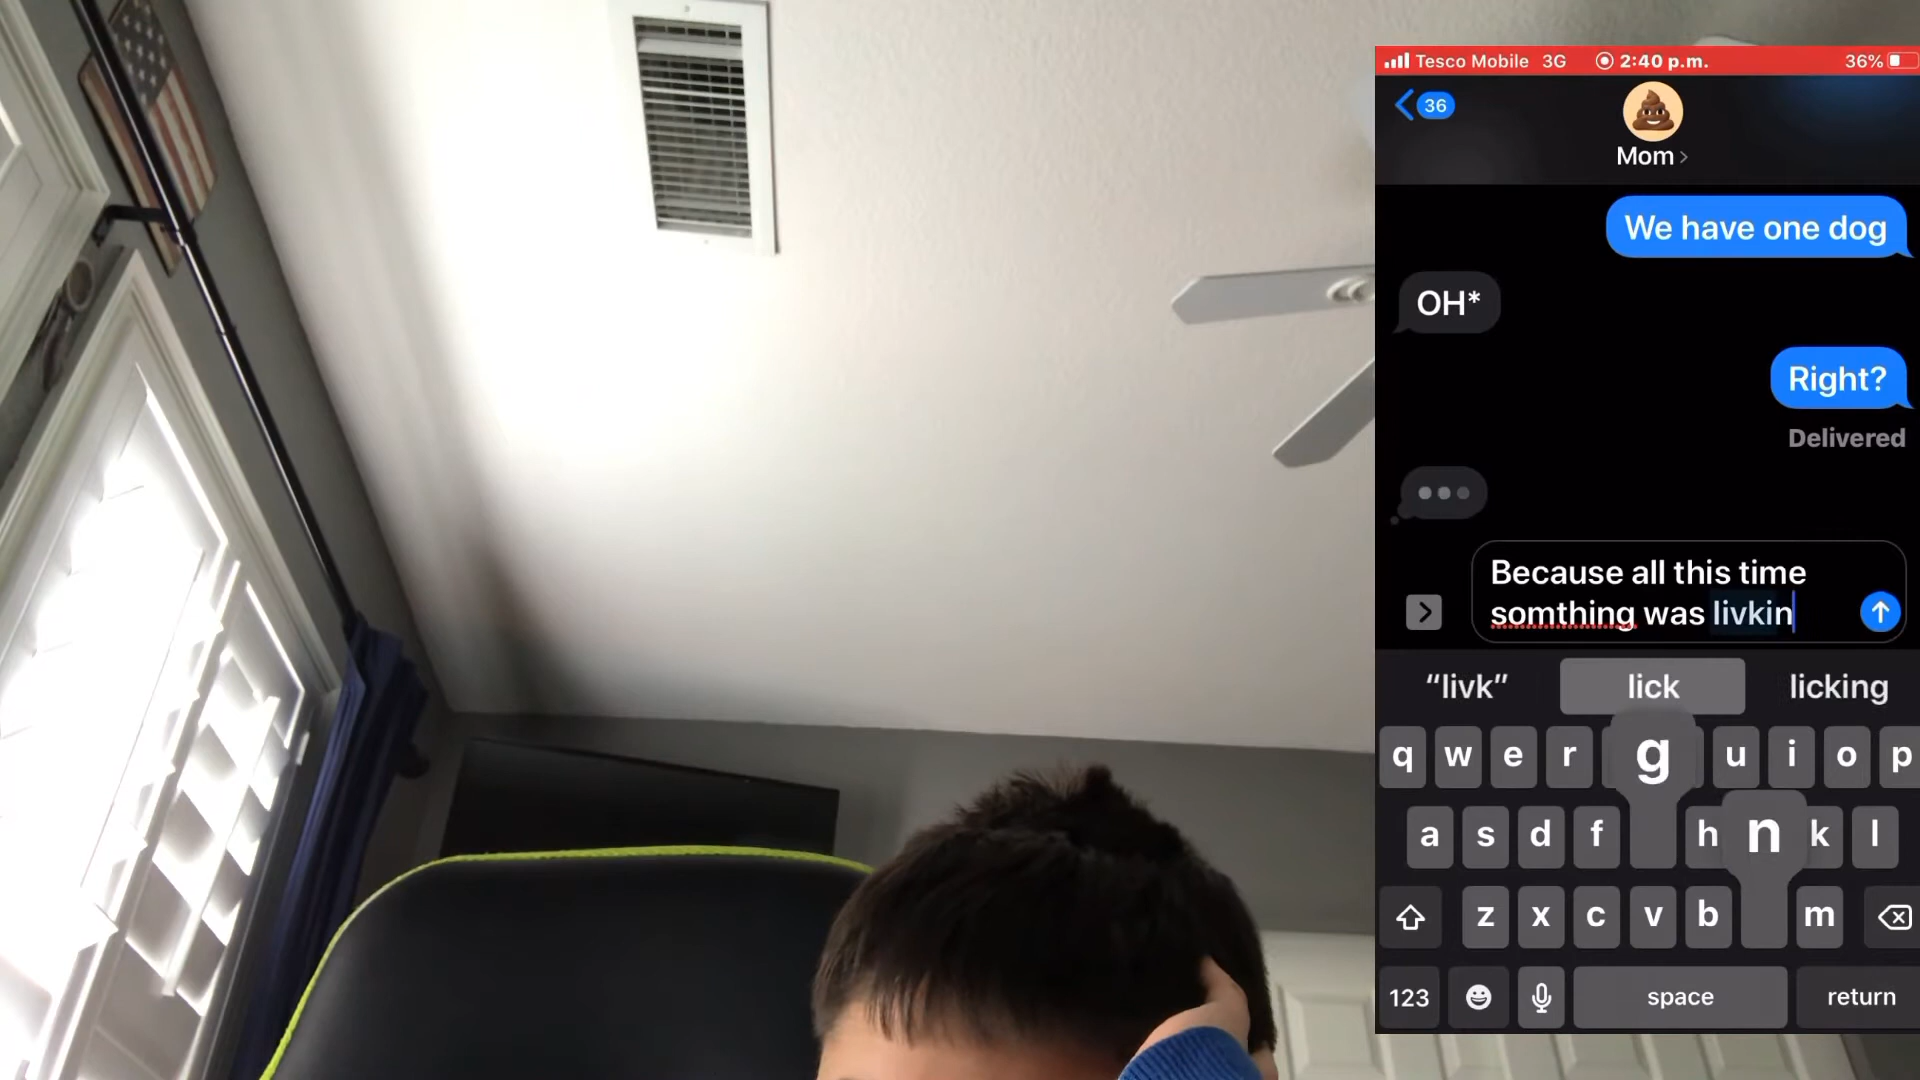 Tesco Mobile 3G 2:40 p.m. 36%
36
Mom
We have one dog
OH*
Right?
Delivered
Because all this time
somthing was livkin
“livk” lick licking
q w e r g u i o p
a s d f h n k l
z x c v b m
123 space return